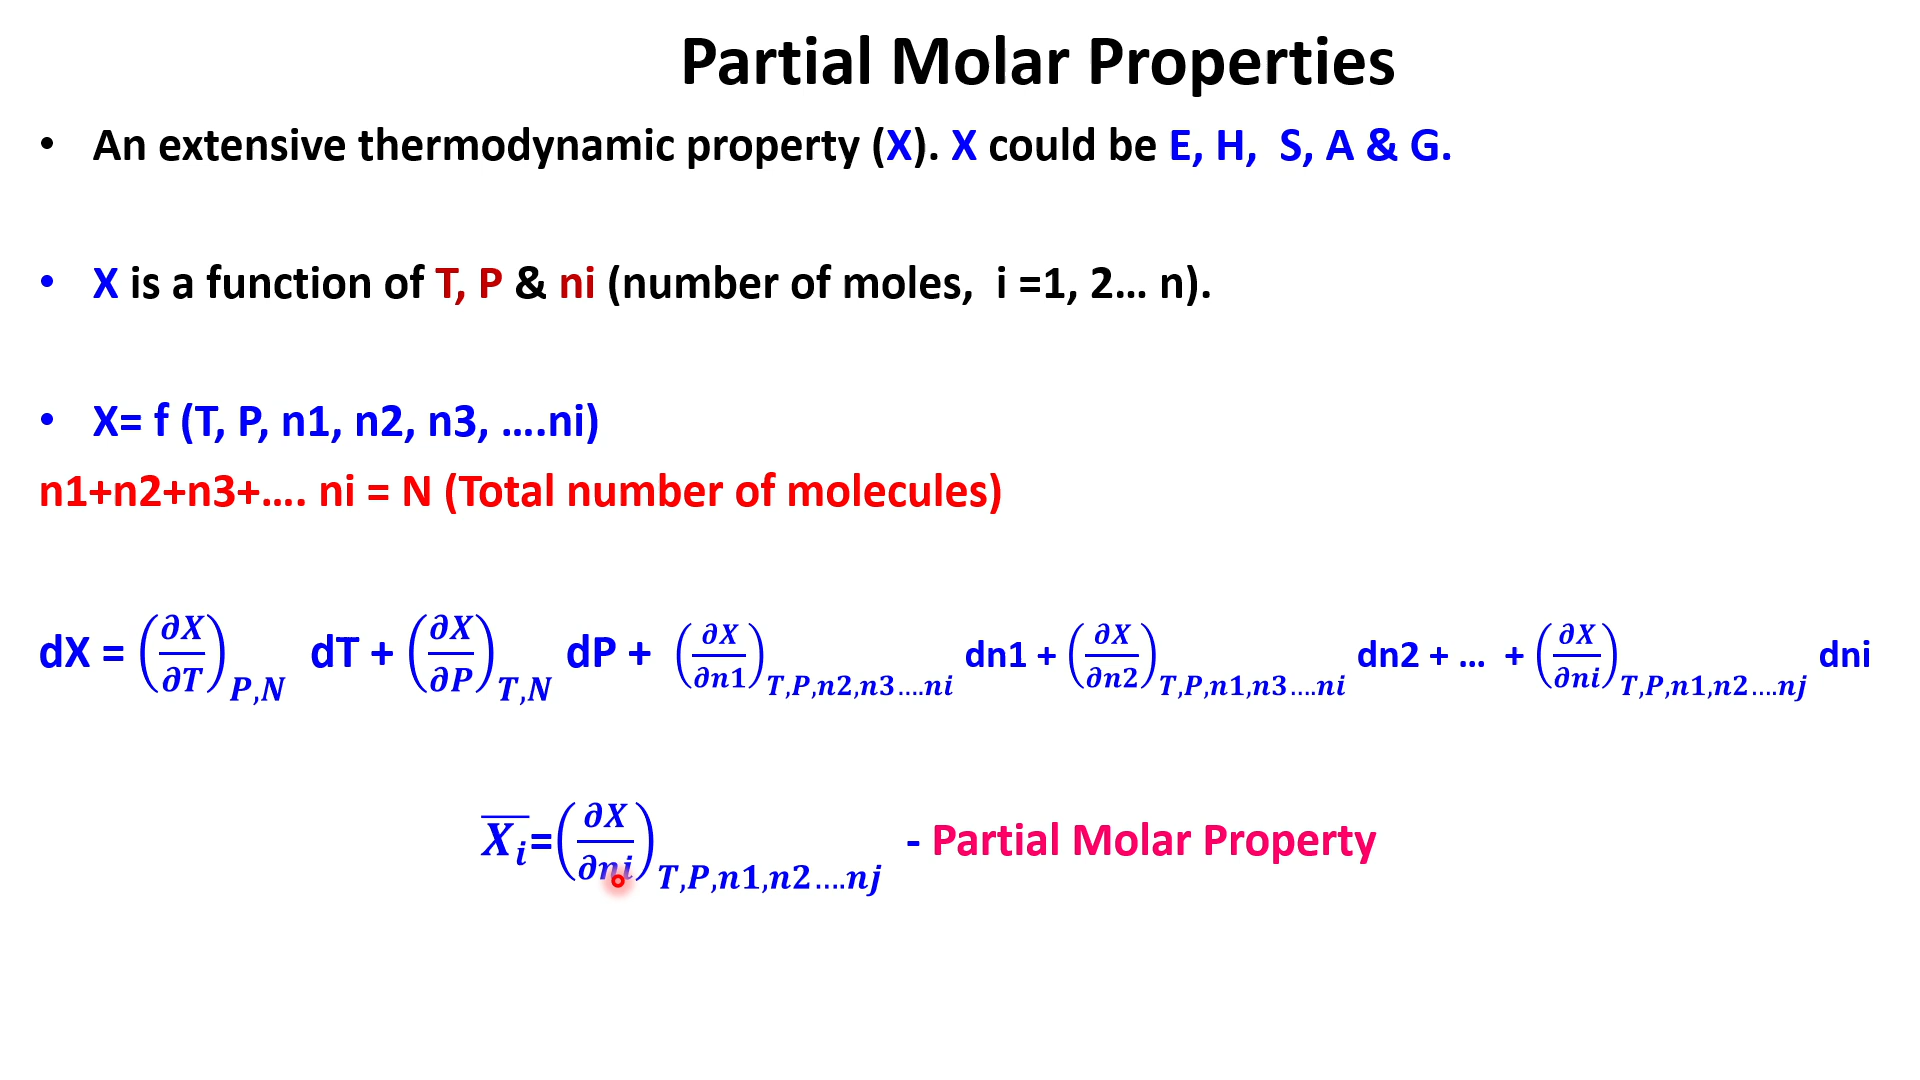 Partial Molar Properties
• An extensive thermodynamic property (X). X could be E, H, S, A & G.
• X is a function of T, P & ni (number of moles, i =1, 2... n).
• X= f (T, P, n1, n2, n3, ....ni)
n1+n2+n3+.... ni = N (Total number of molecules)
dX = (∂X/∂T)P,N dT + (∂X/∂P)T,N dP + (∂X/∂n1)T,P,n2,n3....ni dn1 + (∂X/∂n2)T,P,n1,n3....ni dn2 + ... + (∂X/∂ni)T,P,n1,n2....nj dni
X̅i=(∂X/∂ni)T,P,n1,n2....nj - Partial Molar Property